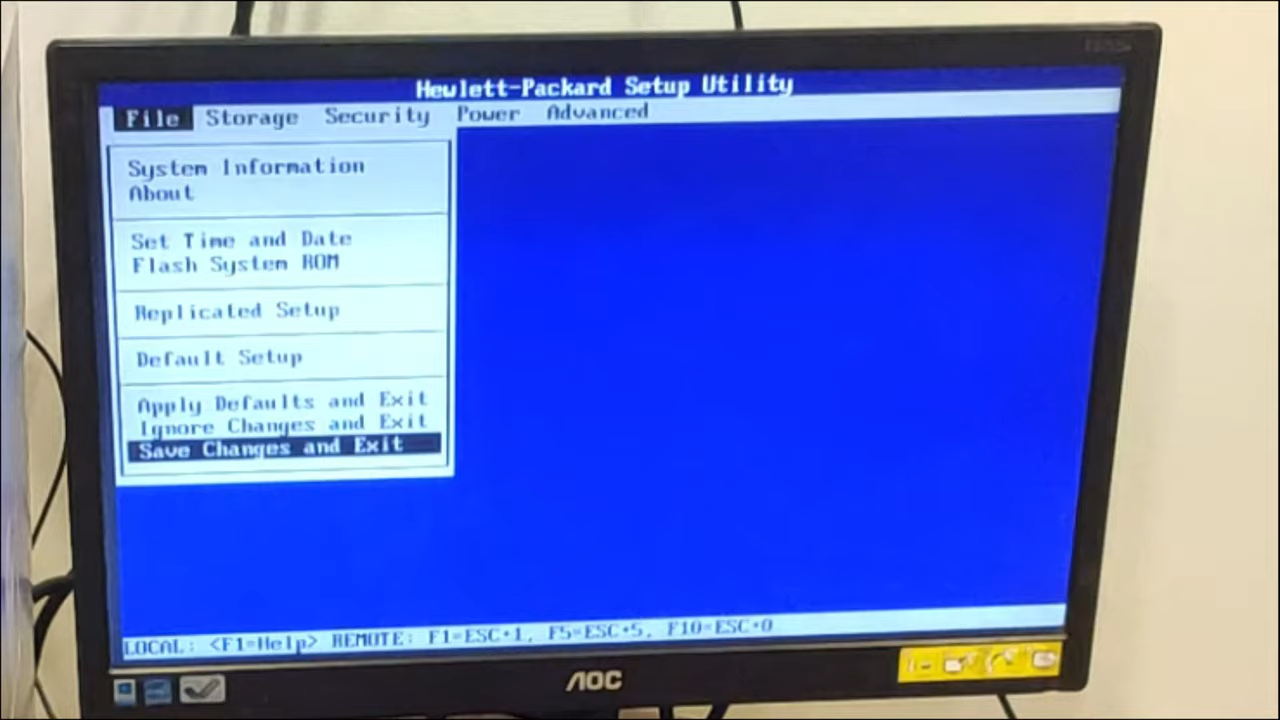 Hewlett-Packard Setup Utility
File Storage Security Power Advanced
System Information
About
Set Time and Date
Flash System ROM
Replicated Setup
Default Setup
Apply Defaults and Exit
Ignore Changes and Exit
Save Changes and Exit
LOCAL: <F1=Help> REMOTE: F1=ESC+1, F5=ESC+5, F10=ESC+0
AOC